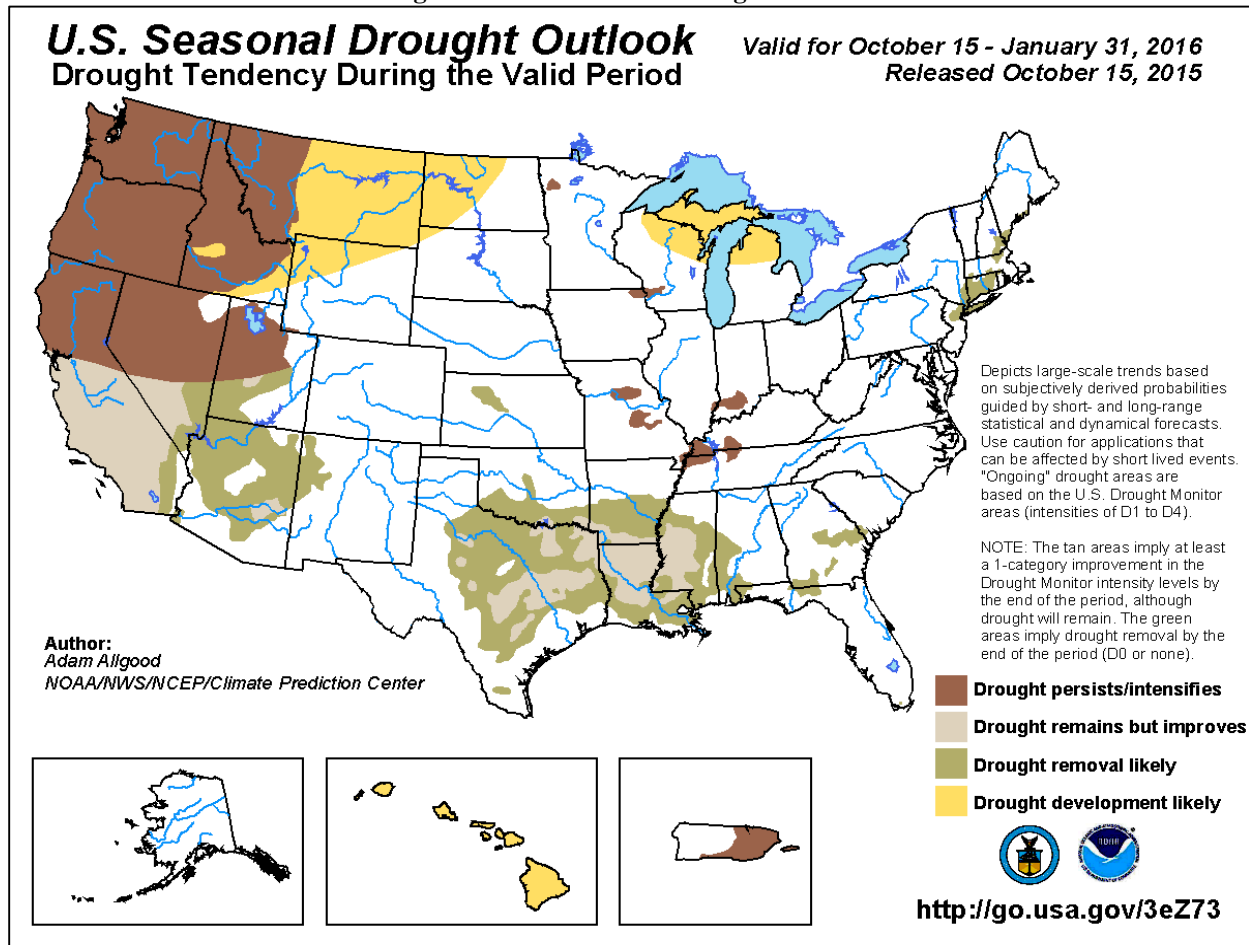 U.S. Seasonal Drought Outlook
Drought Tendency During the Valid Period
Valid for October 15 - January 31, 2016
Released October 15, 2015
Depicts large-scale trends based
on subjectively derived probabilities
guided by short- and long-range
statistical and dynamical forecasts.
Use caution for applications that
can be affected by short lived events.
"Ongoing" drought areas are
based on the U.S. Drought Monitor
areas (intensities of D1 to D4).
NOTE: The tan areas imply at least
a 1-category improvement in the
Drought Monitor intensity levels by
the end of the period, although
drought will remain. The green
areas imply drought removal by the
end of the period (D0 or none).
Author:
Adam Allgood
NOAA/NWS/NCEP/Climate Prediction Center
Drought persists/intensifies
Drought remains but improves
Drought removal likely
Drought development likely
http://go.usa.gov/3eZ73